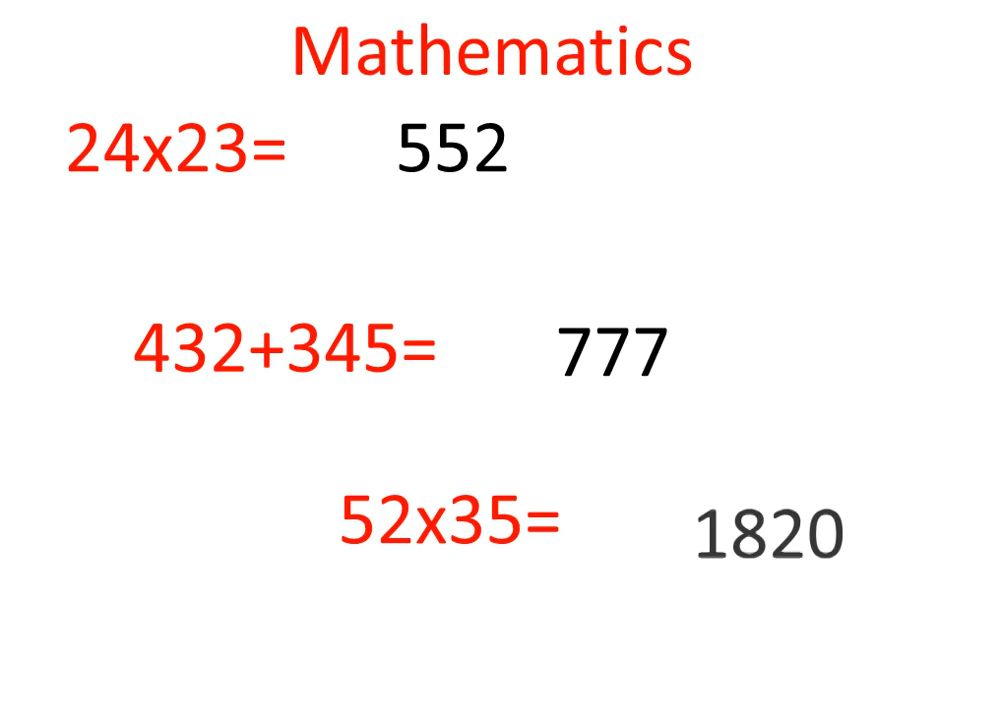 Mathematics
24x23= 552
432+345= 777
52x35= 1820